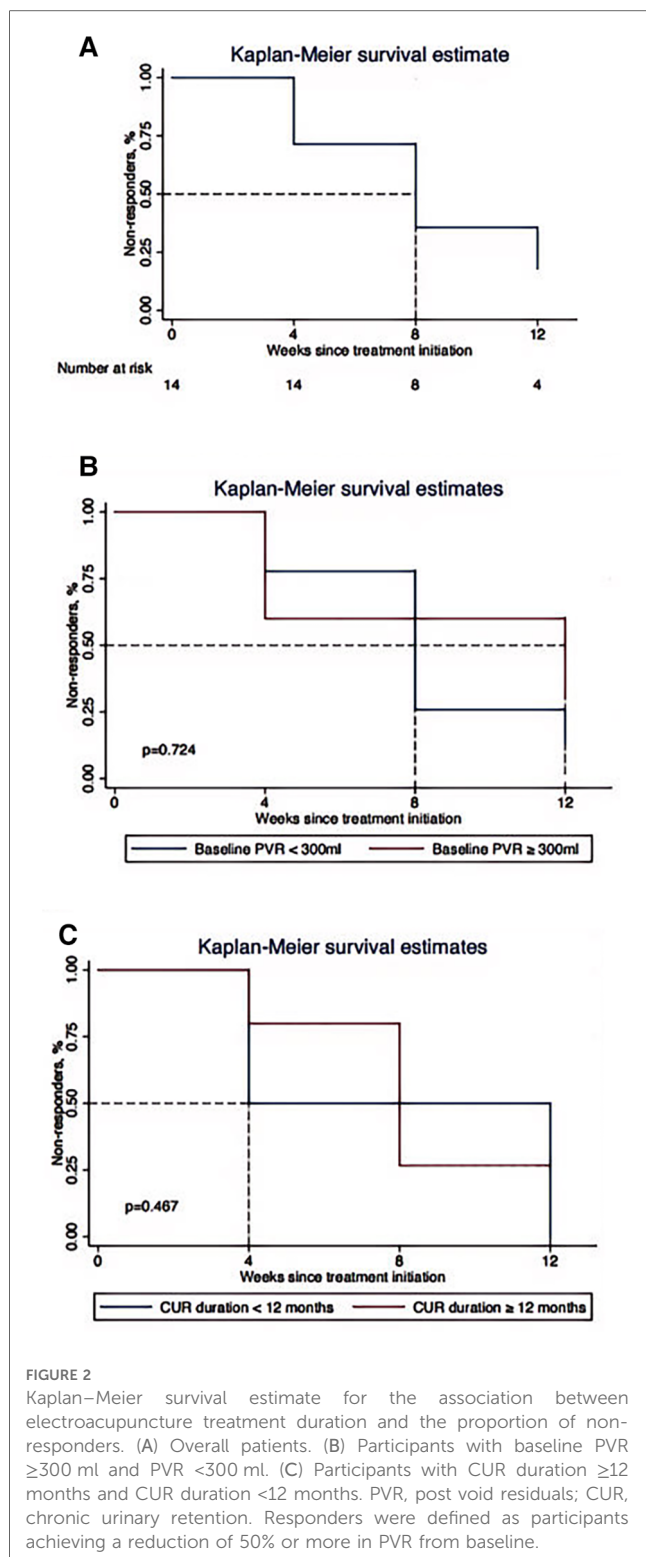 A
Kaplan-Meier survival estimate
Non-responders, %
1.00
0.75
0.50
0.25
0.00
0 4 8 12
Weeks since treatment initiation
Number at risk
14 14 8 4
B
Kaplan-Meier survival estimates
Non-responders, %
1.00
0.75
0.50
0.25
0.00
p=0.724
0 4 8 12
Weeks since treatment initiation
Baseline PVR < 300ml Baseline PVR ≥ 300ml
C
Kaplan-Meier survival estimates
Non-responders, %
1.00
0.75
0.50
0.25
0.00
p=0.467
0 4 8 12
Weeks since treatment initiation
CUR duration < 12 months CUR duration ≥ 12 months
FIGURE 2
Kaplan–Meier survival estimate for the association between
electroacupuncture treatment duration and the proportion of non-
responders. (A) Overall patients. (B) Participants with baseline PVR
≥300 ml and PVR <300 ml. (C) Participants with CUR duration ≥12
months and CUR duration <12 months. PVR, post void residuals; CUR,
chronic urinary retention. Responders were defined as participants
achieving a reduction of 50% or more in PVR from baseline.